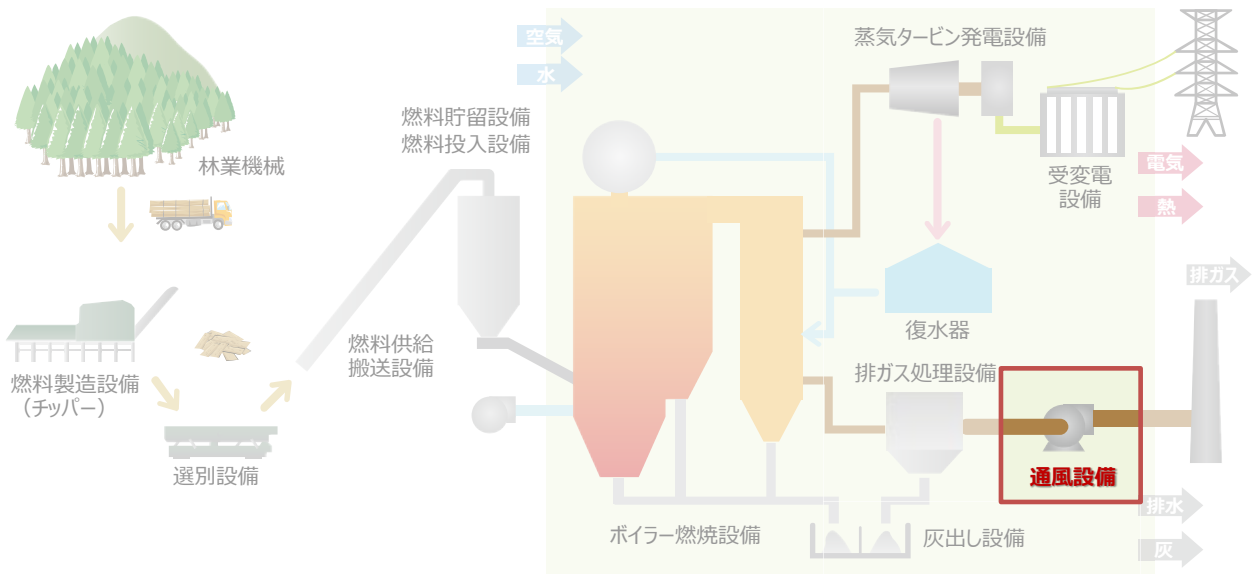 空気
水
蒸気タービン発電設備
燃料貯留設備
燃料投入設備
林業機械
電気
受変電
設備
熱
排ガス
復水器
燃料供給
搬送設備
排ガス処理設備
燃料製造設備
（チッパー）
選別設備
通風設備
排水
ボイラー燃焼設備
灰出し設備
灰